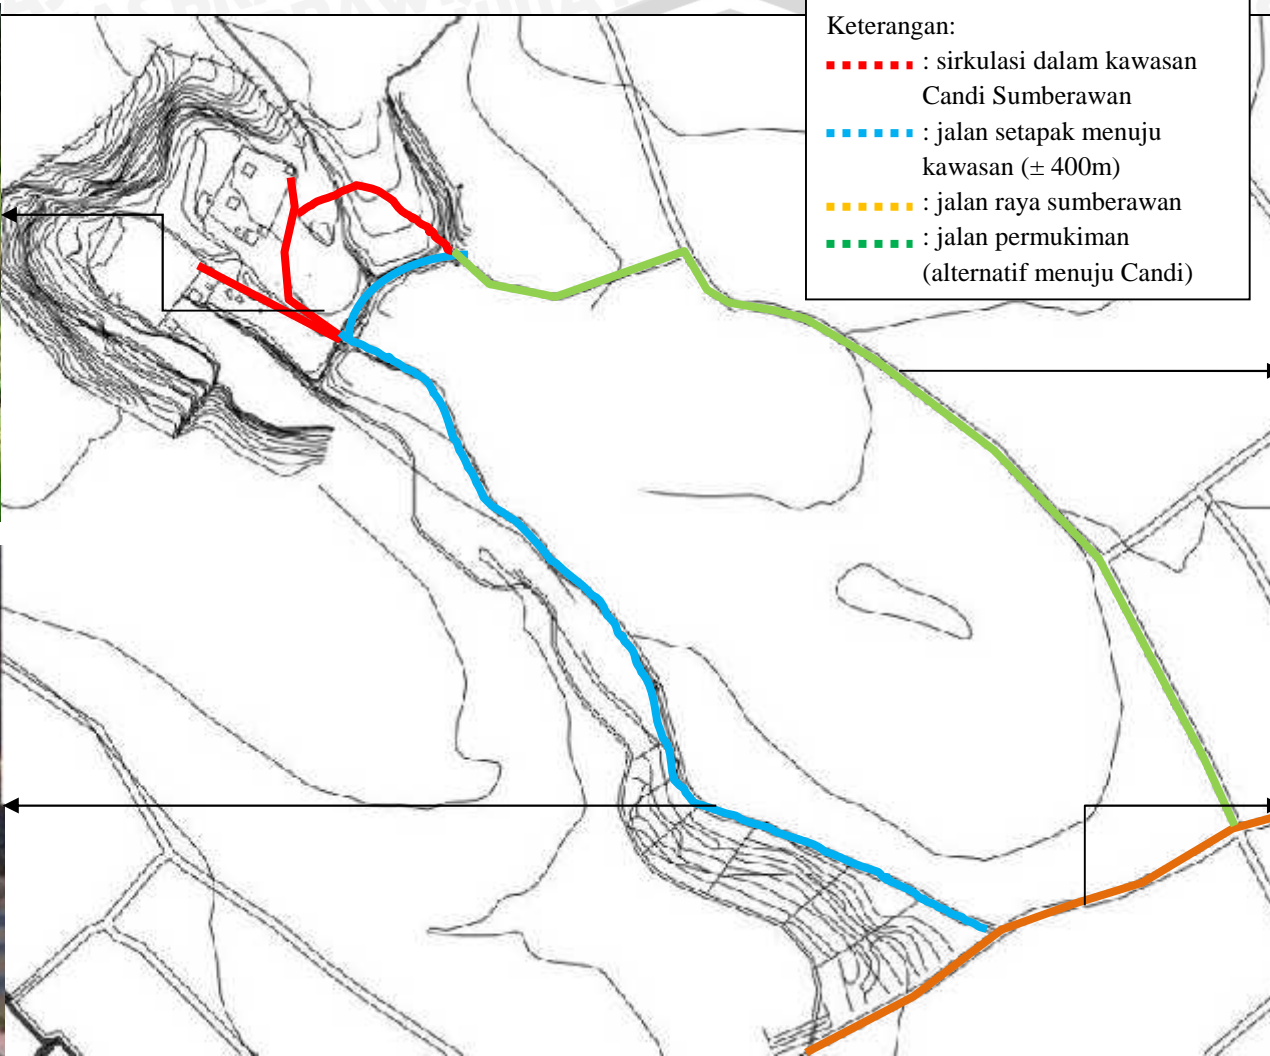 Keterangan:
: sirkulasi dalam kawasan
Candi Sumberawan
: jalan setapak menuju
kawasan (± 400m)
: jalan raya sumberawan
: jalan permukiman
(alternatif menuju Candi)